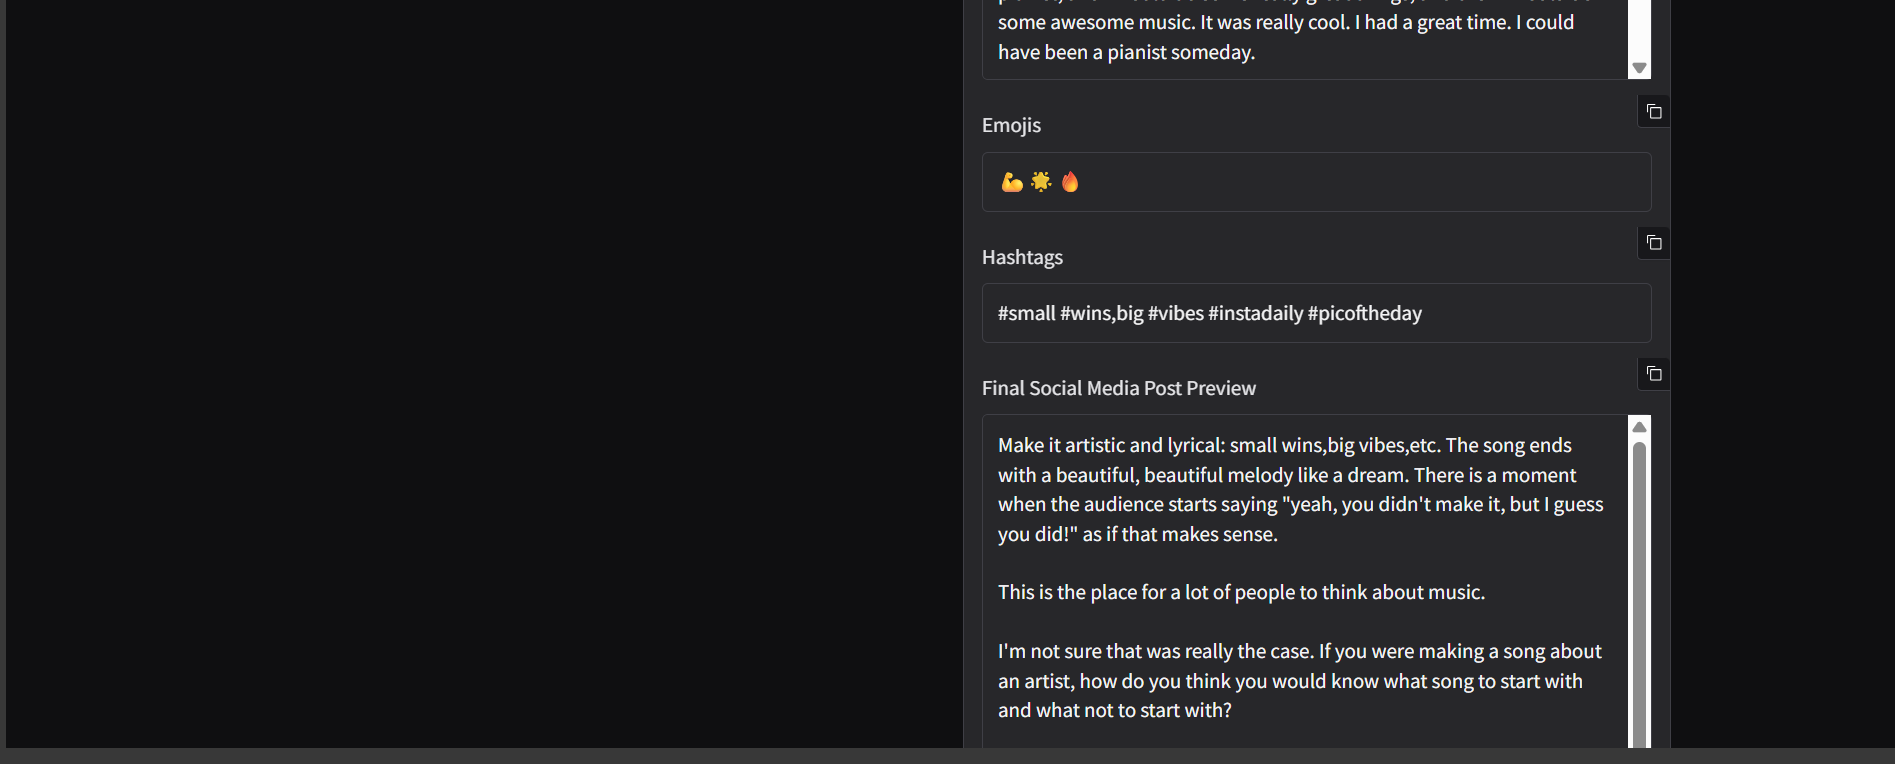 some awesome music. It was really cool. I had a great time. I could
have been a pianist someday.
Emojis
💪 🌟 🔥
Hashtags
#small #wins,big #vibes #instadaily #picoftheday
Final Social Media Post Preview
Make it artistic and lyrical: small wins,big vibes,etc. The song ends
with a beautiful, beautiful melody like a dream. There is a moment
when the audience starts saying "yeah, you didn't make it, but I guess
you did!" as if that makes sense.
This is the place for a lot of people to think about music.
I'm not sure that was really the case. If you were making a song about
an artist, how do you think you would know what song to start with
and what not to start with?